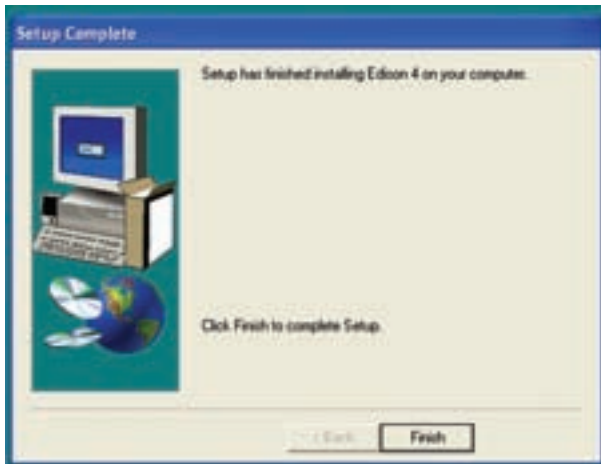 Setup Complete
Setup has finished installing Edison 4 on your computer.
Click Finish to complete Setup.
< Back
Finish